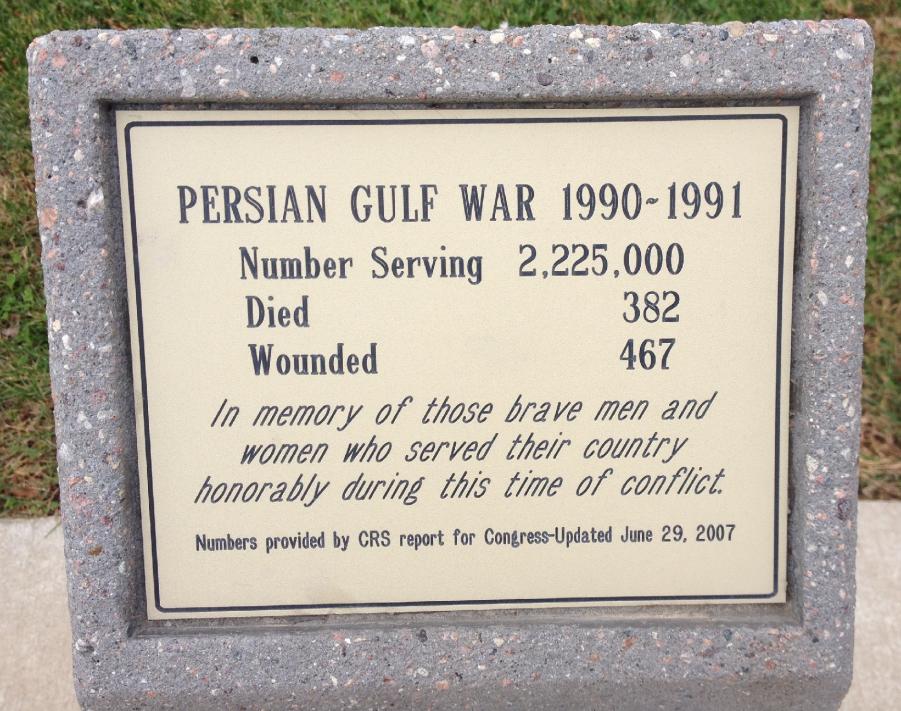 PERSIAN GULF WAR 1990~1991
Number Serving 2,225,000
Died 382
Wounded 467
In memory of those brave men and
women who served their country
honorably during this time of conflict.
Numbers provided by CRS report for Congress-Updated June 29, 2007